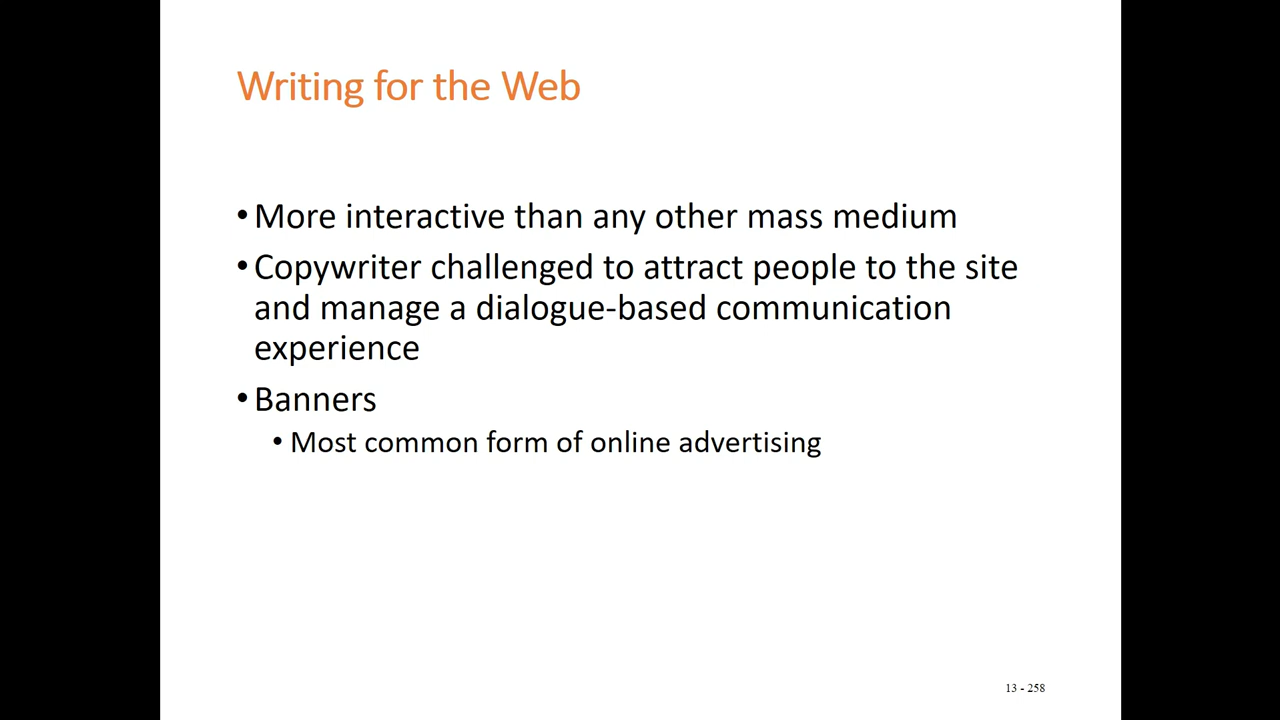 Writing for the Web
• More interactive than any other mass medium
• Copywriter challenged to attract people to the site
and manage a dialogue-based communication
experience
• Banners
• Most common form of online advertising
13 - 258